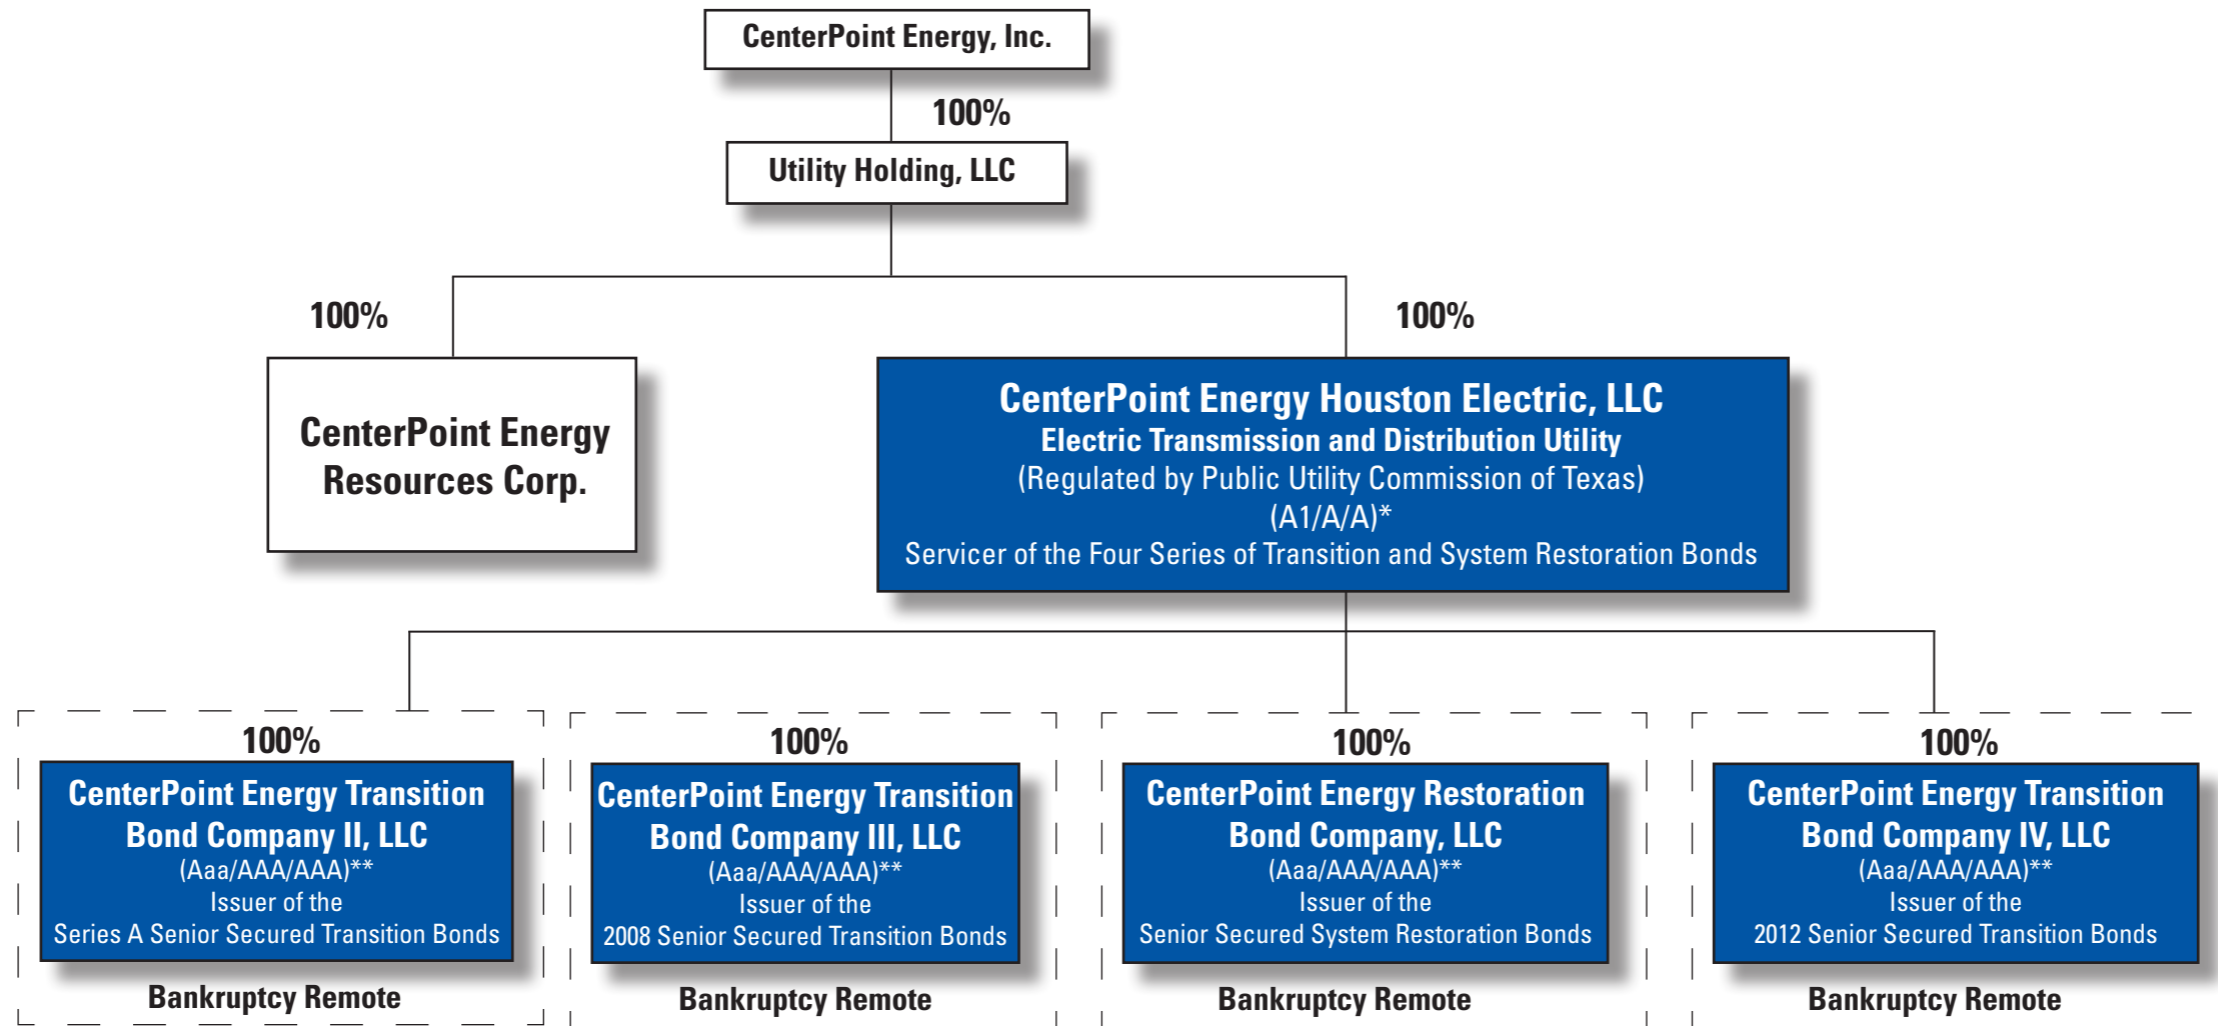 CenterPoint Energy, Inc.
100%
Utility Holding, LLC
100%
100%
CenterPoint Energy
Resources Corp.
CenterPoint Energy Houston Electric, LLC
Electric Transmission and Distribution Utility
(Regulated by Public Utility Commission of Texas)
(A1/A/A)*
Servicer of the Four Series of Transition and System Restoration Bonds
100%
CenterPoint Energy Transition
Bond Company II, LLC
(Aaa/AAA/AAA)**
Issuer of the
Series A Senior Secured Transition Bonds
Bankruptcy Remote
100%
CenterPoint Energy Transition
Bond Company III, LLC
(Aaa/AAA/AAA)**
Issuer of the
2008 Senior Secured Transition Bonds
Bankruptcy Remote
100%
CenterPoint Energy Restoration
Bond Company, LLC
(Aaa/AAA/AAA)**
Issuer of the
Senior Secured System Restoration Bonds
Bankruptcy Remote
100%
CenterPoint Energy Transition
Bond Company IV, LLC
(Aaa/AAA/AAA)**
Issuer of the
2012 Senior Secured Transition Bonds
Bankruptcy Remote